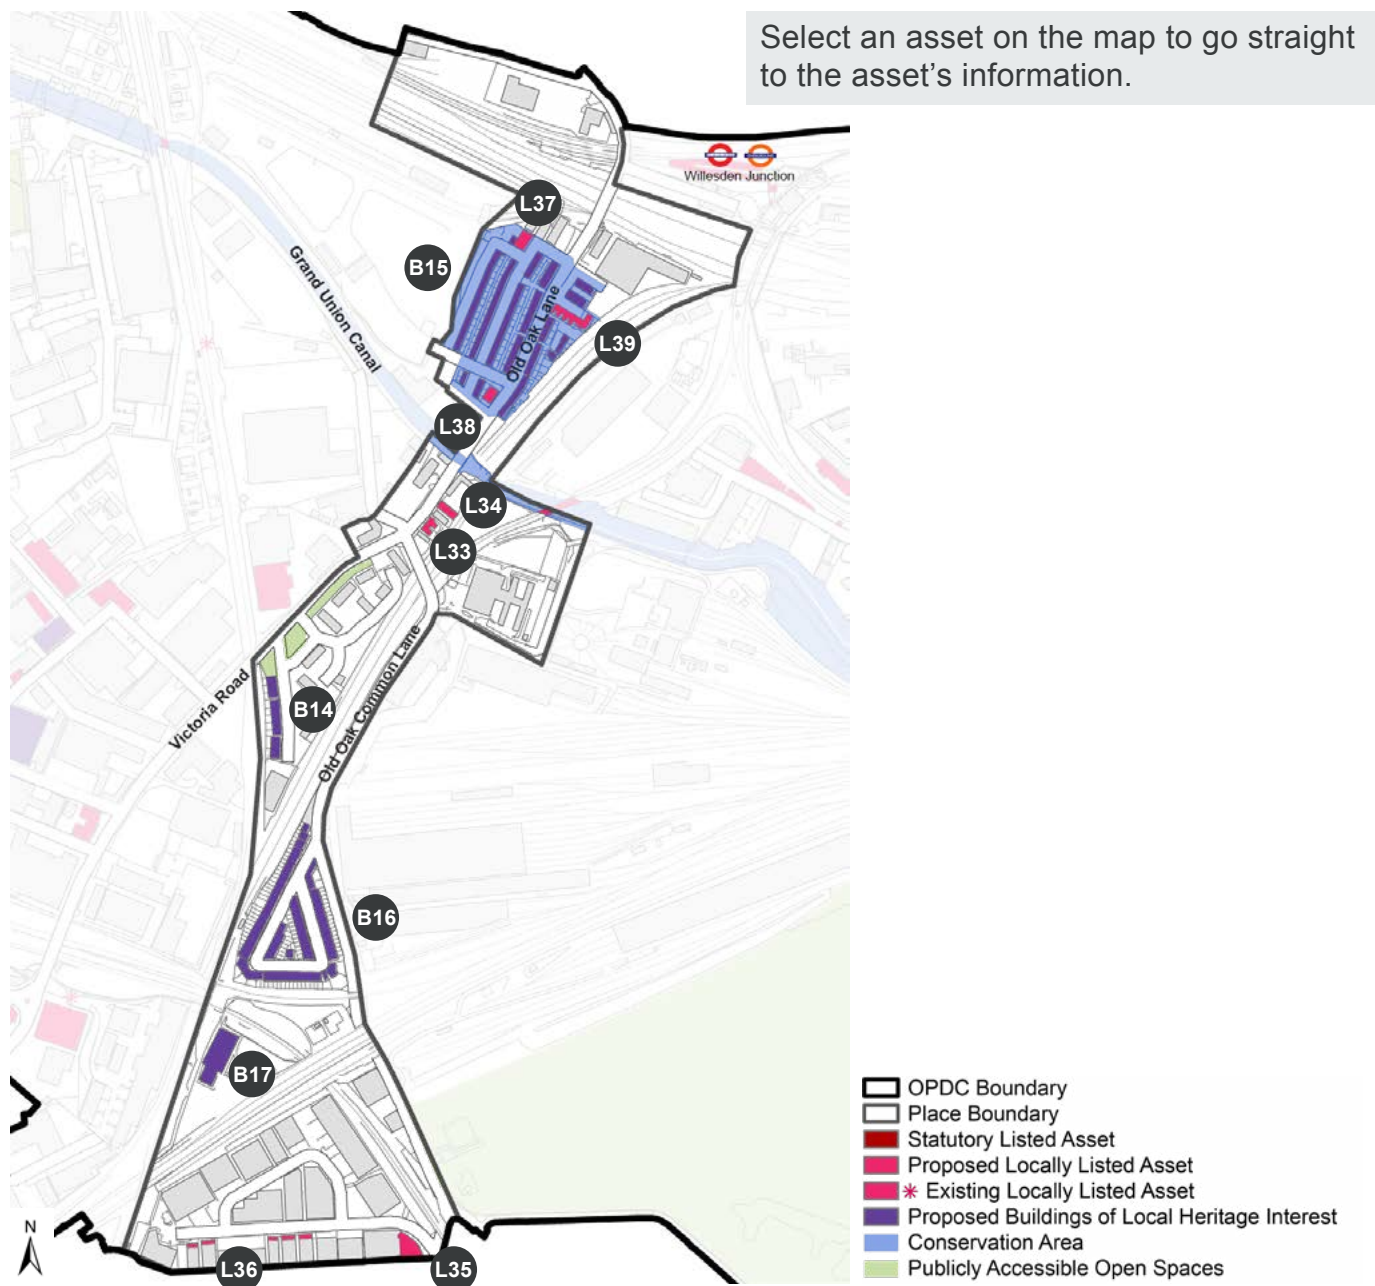 Select an asset on the map to go straight
to the asset's information.
Willesden Junction
L37
B15
Grand Union Canal
Old Oak Lane
L39
L38
L34
L33
Victoria Road
B14
Old Oak Common Lane
B16
B17
L36
L35
N
OPDC Boundary
Place Boundary
Statutory Listed Asset
Proposed Locally Listed Asset
Existing Locally Listed Asset
Proposed Buildings of Local Heritage Interest
Conservation Area
Publicly Accessible Open Spaces